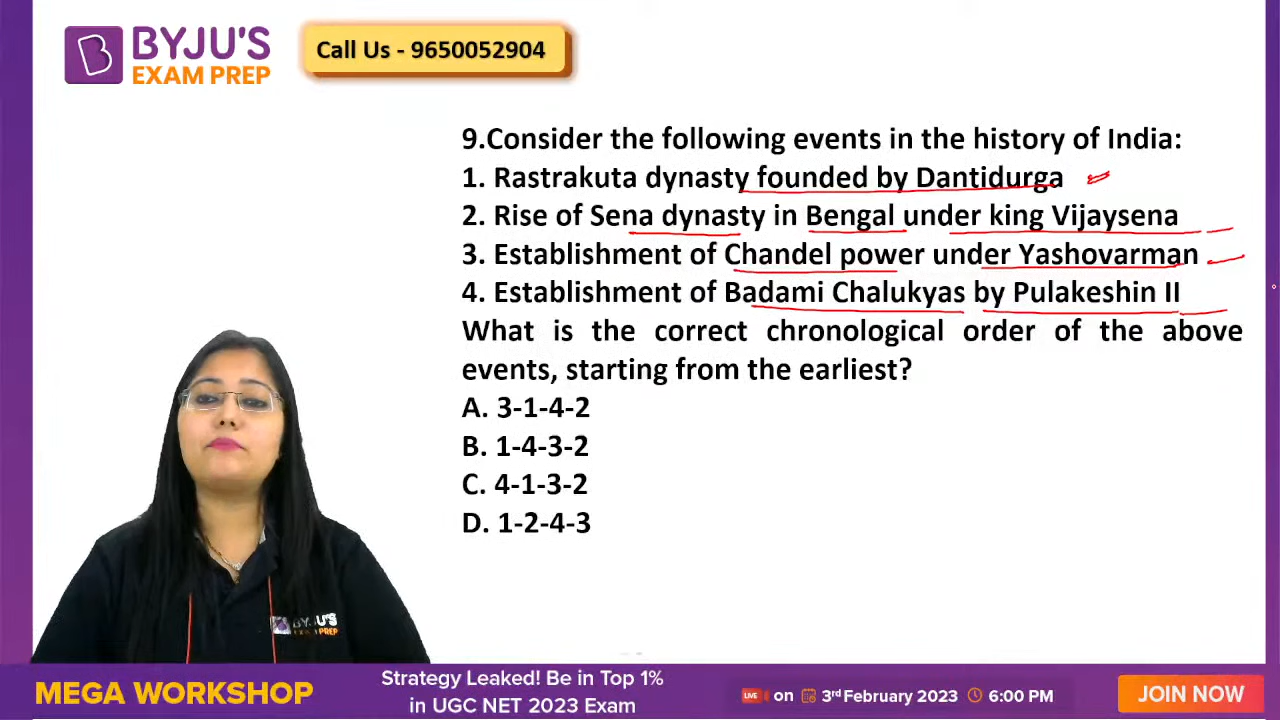 BYJU'S
EXAM PREP
Call Us - 9650052904
9.Consider the following events in the history of India:
1. Rastrakuta dynasty founded by Dantidurga
2. Rise of Sena dynasty in Bengal under king Vijaysena
3. Establishment of Chandel power under Yashovarman
4. Establishment of Badami Chalukyas by Pulakeshin II
What is the correct chronological order of the above
events, starting from the earliest?
A. 3-1-4-2
B. 1-4-3-2
C. 4-1-3-2
D. 1-2-4-3
BYJU'S
EXAM PREP
MEGA WORKSHOP
Strategy Leaked! Be in Top 1%
in UGC NET 2023 Exam
LIVE on 3rd February 2023 6:00 PM
JOIN NOW